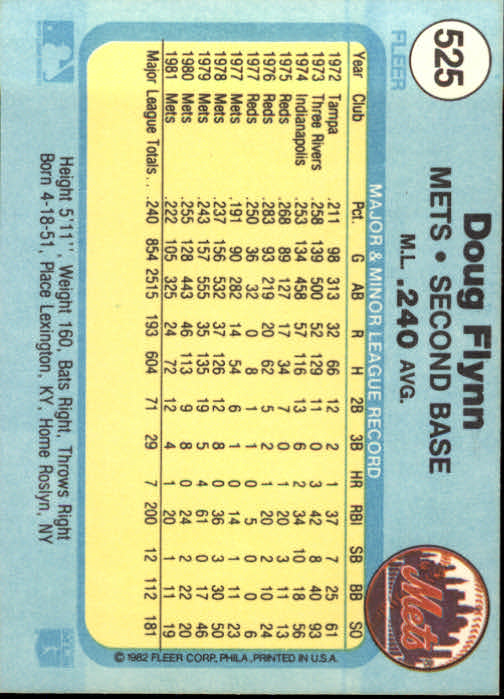 525
FLEER
Doug Flynn
METS • SECOND BASE
M.L. .240 AVG.
Mets
MAJOR & MINOR LEAGUE RECORD
Year Club Pct. G AB R H 2B 3B HR RBI SB BB SO
1972 Tampa .211 98 313 32 66 12 2 1 37 7 25 61
1973 Three Rivers .258 139 500 52 129 11 0 3 42 8 40 93
1974 Indianapolis .253 134 458 57 116 13 6 2 34 10 18 56
1975 Reds .268 89 127 17 34 7 0 1 20 3 11 13
1976 Reds .283 93 219 20 62 5 2 1 20 2 10 24
1977 Reds .250 36 32 0 8 1 1 0 5 0 0 6
1977 Mets .191 90 282 14 54 6 1 0 14 1 11 23
1978 Mets .237 156 532 37 126 12 8 0 36 3 30 50
1979 Mets .243 157 555 35 135 19 5 4 61 0 17 46
1980 Mets .255 128 443 46 113 9 8 0 24 2 22 20
1981 Mets .222 105 325 24 72 12 4 1 20 1 11 19
Major League Totals.. .240 854 2515 193 604 71 29 7 200 12 112 181
©1982 FLEER CORP., PHILA., PRINTED IN U.S.A.
Height 5'11", Weight 160, Bats Right, Throws Right
Born 4-18-51, Place Lexington, KY, Home Roslyn, NY